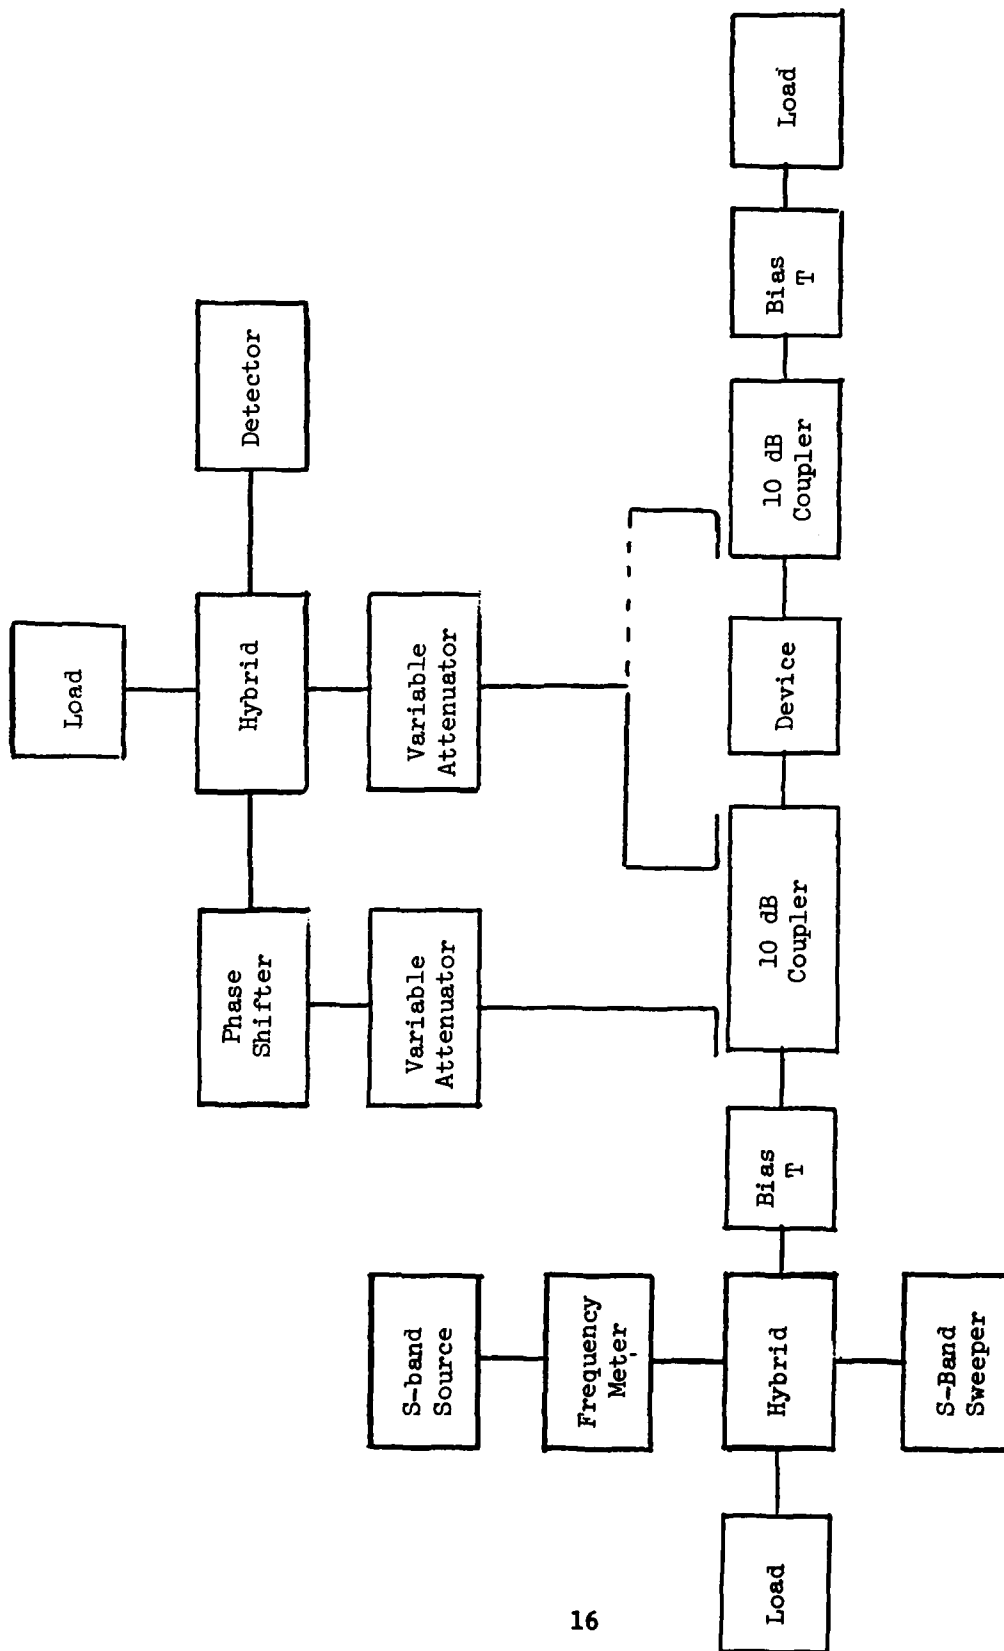 Load
Phase
Shifter
Hybrid
Detector
S-band
Source
Variable
Attenuator
Variable
Attenuator
Frequency
Meter
Load
Hybrid
Bias
T
10 dB
Coupler
Device
10 dB
Coupler
Bias
T
Load
S-Band
Sweeper
16